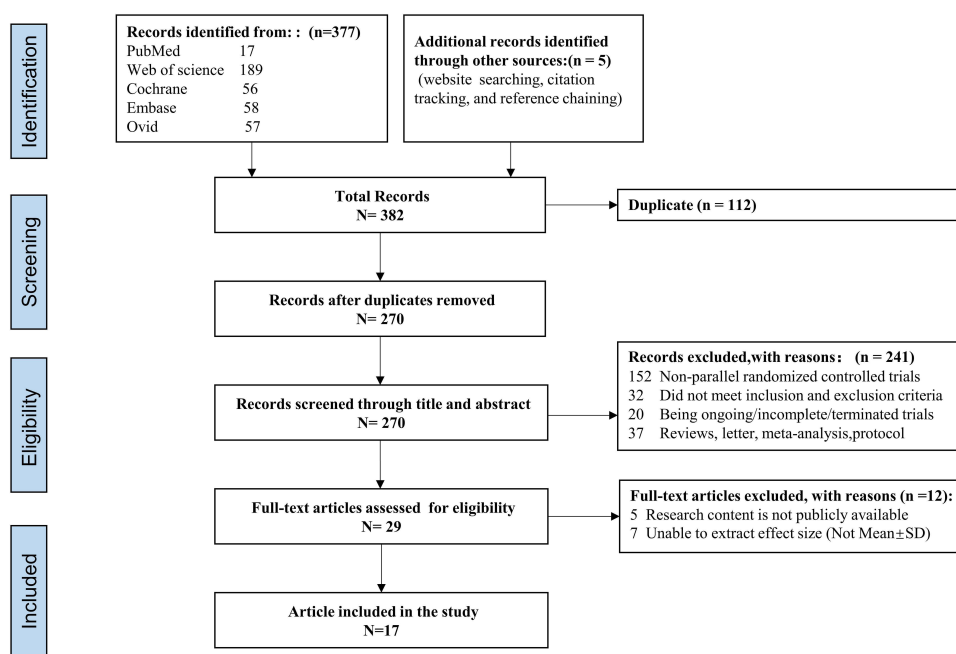 Identification
Records identified from: : (n=377)
PubMed 17
Web of science 189
Cochrane 56
Embase 58
Ovid 57
Additional records identified
through other sources:(n = 5)
(website searching, citation
tracking, and reference chaining)
Screening
Total Records
N= 382
Duplicate (n = 112)
Records after duplicates removed
N= 270
Eligibility
Records screened through title and abstract
N= 270
Records excluded,with reasons： (n = 241)
152 Non-parallel randomized controlled trials
32 Did not meet inclusion and exclusion criteria
20 Being ongoing/incomplete/terminated trials
37 Reviews, letter, meta-analysis,protocol
Full-text articles assessed for eligibility
N= 29
Full-text articles excluded, with reasons (n =12):
5 Research content is not publicly available
7 Unable to extract effect size (Not Mean±SD)
Included
Article included in the study
N=17